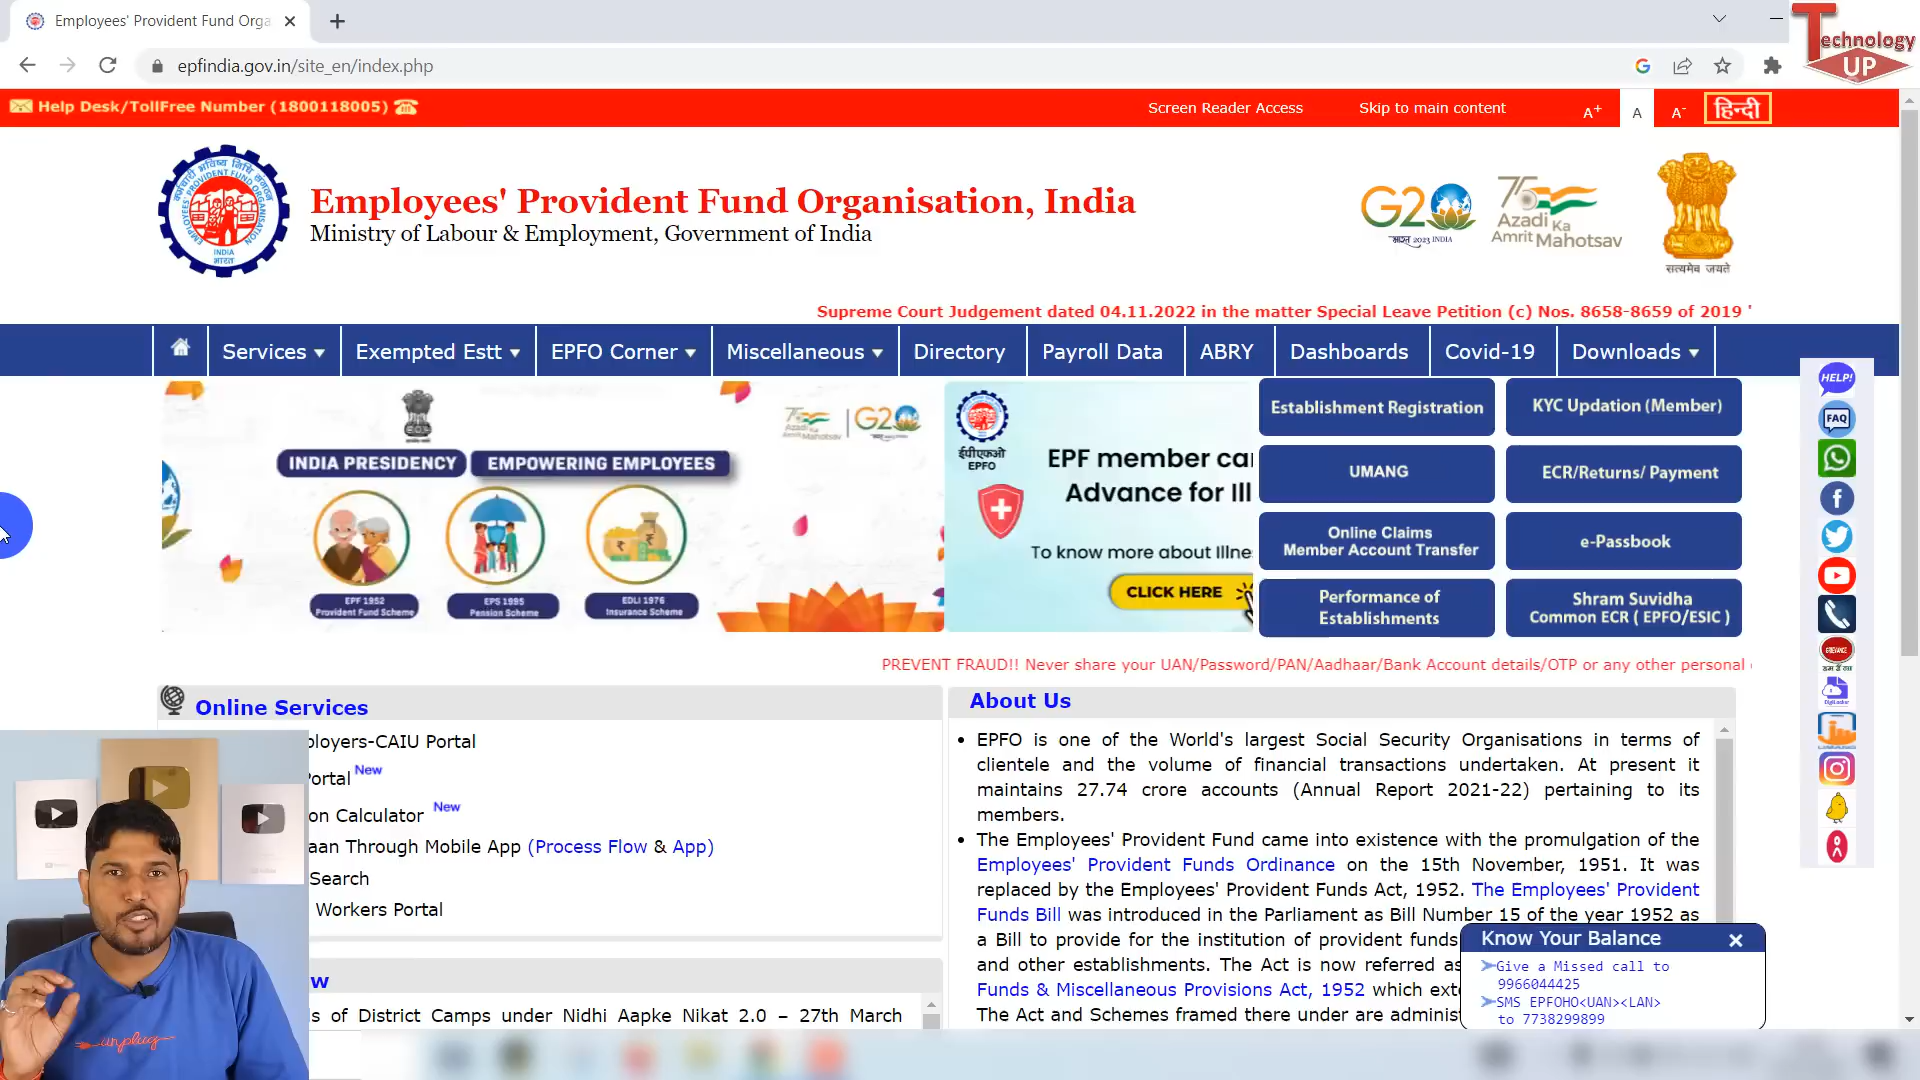 Employees' Provident Fund Orga
epfindia.gov.in/site_en/index.php
Technology
UP
Help Desk/TollFree Number (1800118005)
Screen Reader Access
Skip to main content
A+
A
A-
हिन्दी
Employees' Provident Fund Organisation, India
Ministry of Labour & Employment, Government of India
G20
भारत 2023 INDIA
75
Azadi Ka
Amrit Mahotsav
सत्यमेव जयते
Supreme Court Judgement dated 04.11.2022 in the matter Special Leave Petition (c) Nos. 8658-8659 of 2019 '
Services
Exempted Estt
EPFO Corner
Miscellaneous
Directory
Payroll Data
ABRY
Dashboards
Covid-19
Downloads
INDIA PRESIDENCY
EMPOWERING EMPLOYEES
EPF 1952
Provident Fund Scheme
EPS 1995
Pension Scheme
EDLI 1976
Insurance Scheme
ईपीएफओ
EPFO
EPF member ca
Advance for Ill
To know more about Illne
CLICK HERE
Establishment Registration
KYC Updation (Member)
UMANG
ECR/Returns/ Payment
Online Claims
Member Account Transfer
e-Passbook
Performance of
Establishments
Shram Suvidha
Common ECR ( EPFO/ESIC )
HELP!
FAQ
PREVENT FRAUD!! Never share your UAN/Password/PAN/Aadhaar/Bank Account details/OTP or any other personal
Online Services
ployers-CAIU Portal
Portal New
on Calculator New
aan Through Mobile App (Process Flow & App)
Search
Workers Portal
w
s of District Camps under Nidhi Aapke Nikat 2.0 – 27th March
About Us
EPFO is one of the World's largest Social Security Organisations in terms of
clientele and the volume of financial transactions undertaken. At present it
maintains 27.74 crore accounts (Annual Report 2021-22) pertaining to its
members.
The Employees' Provident Fund came into existence with the promulgation of the
Employees' Provident Funds Ordinance on the 15th November, 1951. It was
replaced by the Employees' Provident Funds Act, 1952. The Employees' Provident
Funds Bill was introduced in the Parliament as Bill Number 15 of the year 1952 as
a Bill to provide for the institution of provident funds
and other establishments. The Act is now referred as
Funds & Miscellaneous Provisions Act, 1952 which exte
The Act and Schemes framed there under are administ
Know Your Balance
Give a Missed call to
9966044425
SMS EPFOHO<UAN><LAN>
to 7738299899
unplug